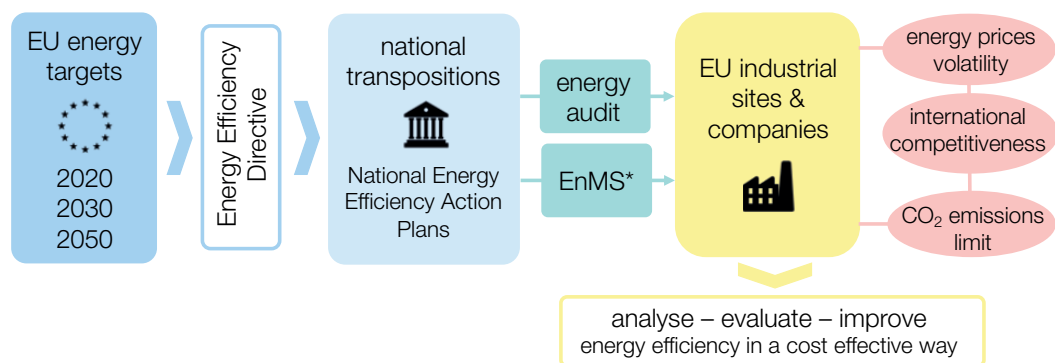 EU energy
targets
2020
2030
2050
Energy Efficiency
Directive
national
transpositions
National Energy
Efficiency Action
Plans
energy
audit
EnMS*
EU industrial
sites &
companies
energy prices
volatility
international
competitiveness
CO₂ emissions
limit
analyse – evaluate – improve
energy efficiency in a cost effective way